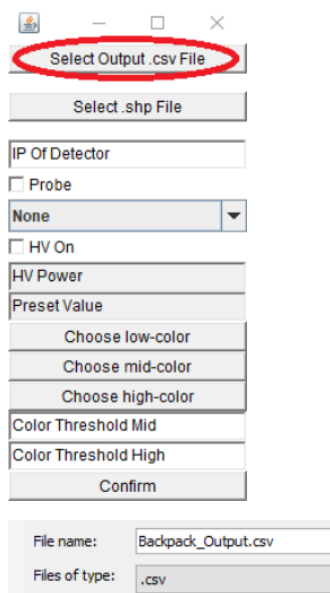 Select Output .csv File
Select .shp File
IP Of Detector
Probe
None
HV On
HV Power
Preset Value
Choose low-color
Choose mid-color
Choose high-color
Color Threshold Mid
Color Threshold High
Confirm
File name: Backpack_Output.csv
Files of type: .csv